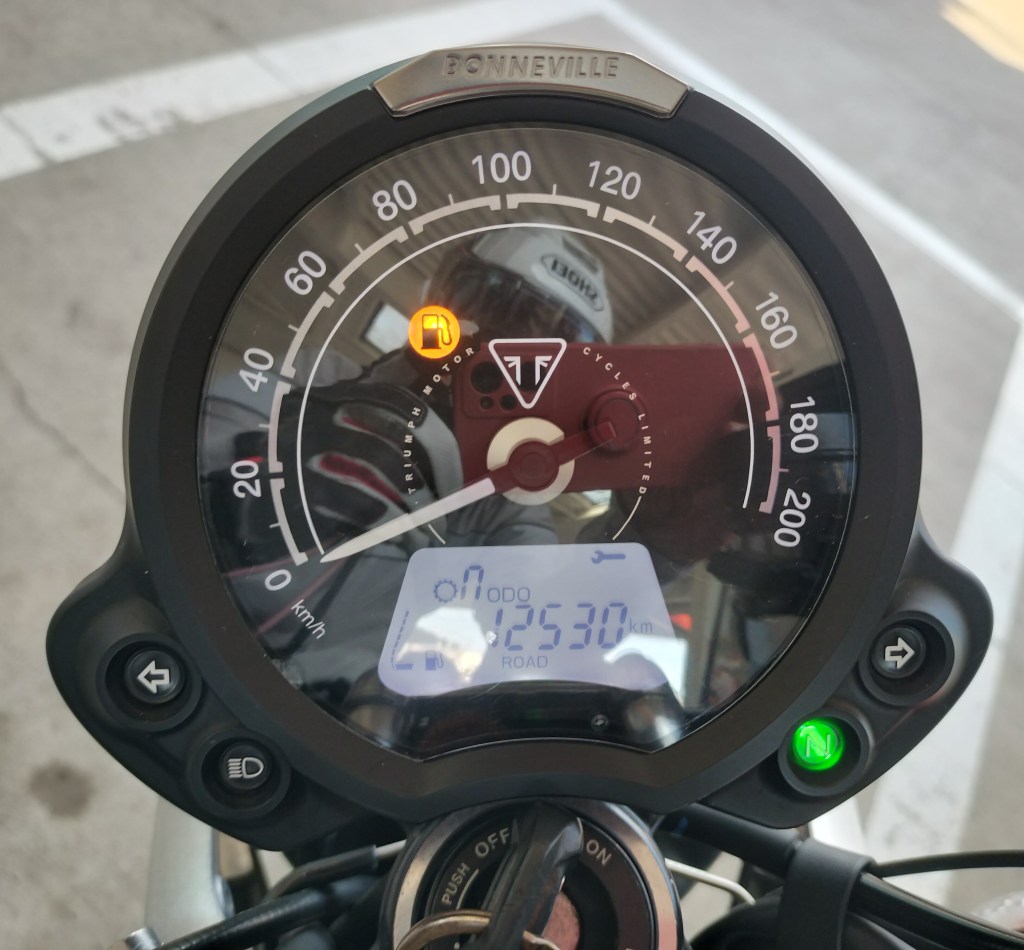 BONNEVILLE
0
20
40
60
80
100
120
140
160
180
200
km/h
SHOEI
TRIUMPH MOTOR CYCLES LIMITED
n ODO
12530 km
ROAD
N
PUSH OFF ON